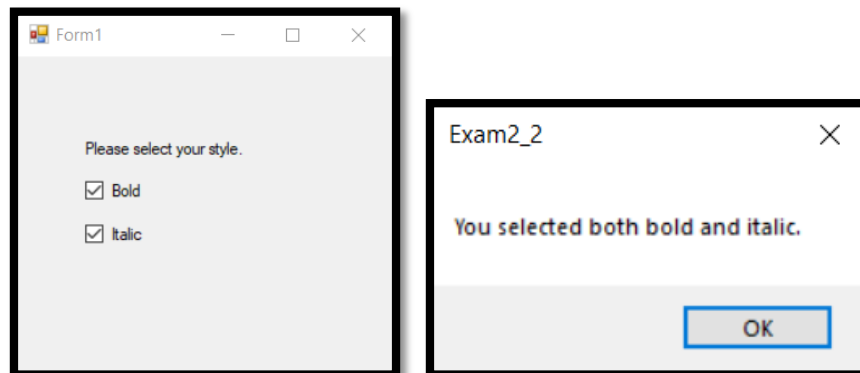 Form1
Please select your style.
Bold
Italic
Exam2_2
You selected both bold and italic.
OK